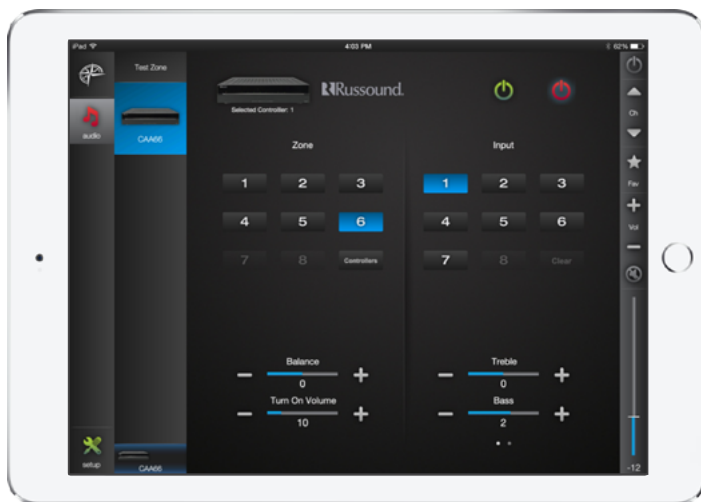 iPad 4:03 PM 62%
Test Zone
audio
CAA66
Russound.
Selected Controller: 1
Zone
Input
1 2 3
1 2 3
4 5 6
4 5 6
7 8 Controllers
7 8 Clear
Balance
0
Turn On Volume
10
Treble
0
Bass
2
Ch
Fav
Vol
-12
setup
CAA66